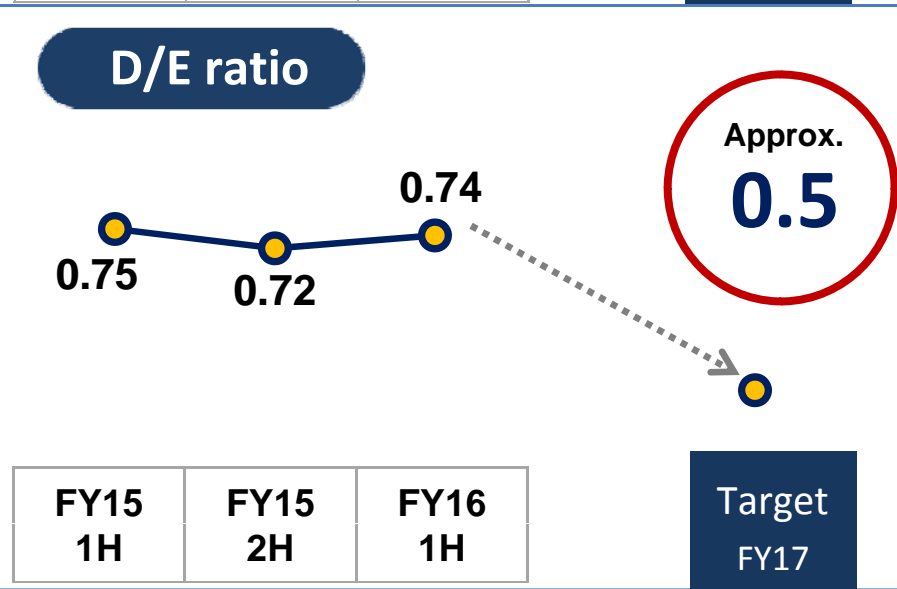 D/E ratio
Approx.
0.5
0.74
0.75
0.72
FY15 1H
FY15 2H
FY16 1H
Target
FY17